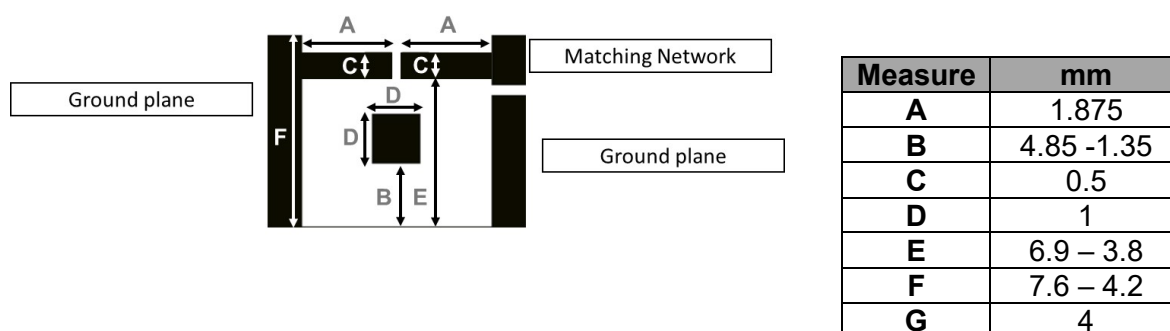 A A
C C
Matching Network
Ground plane
D
F
D
Ground plane
B E
Measure mm
A 1.875
B 4.85 -1.35
C 0.5
D 1
E 6.9 – 3.8
F 7.6 – 4.2
G 4